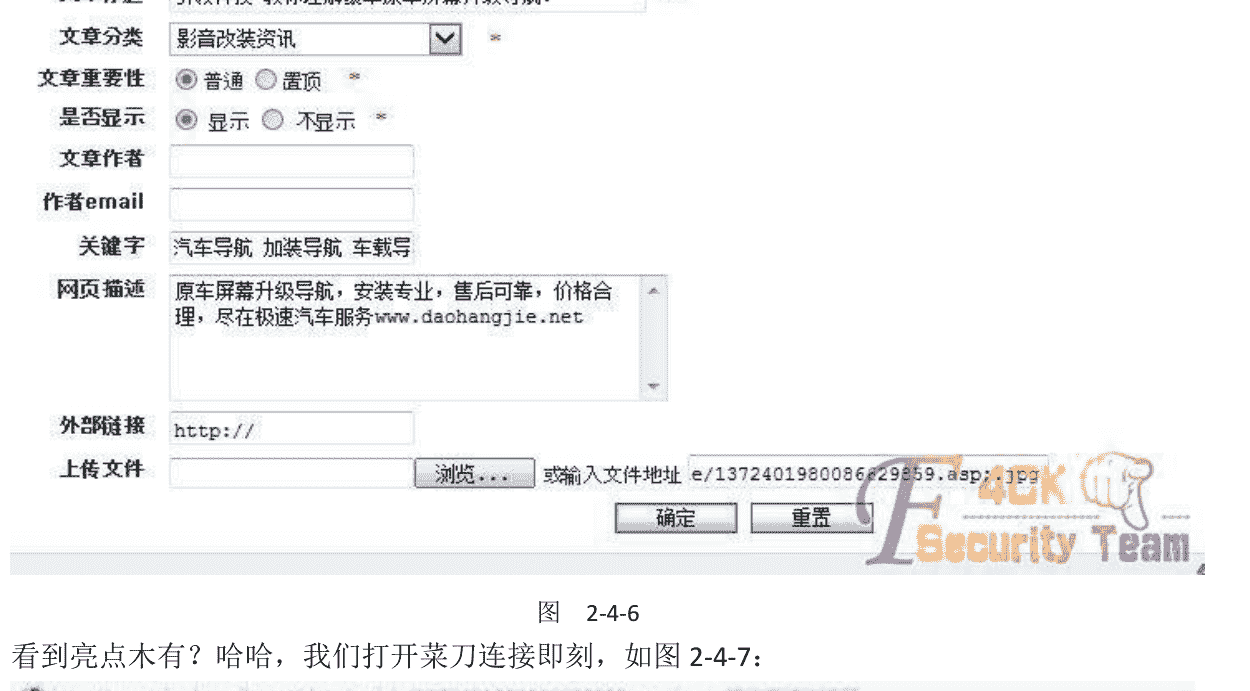 文章分类 影音改装资讯 *
文章重要性 普通 置顶 *
是否显示 显示 不显示 *
文章作者
作者email
关键字 汽车导航 加装导航 车载导
网页描述 原车屏幕升级导航，安装专业，售后可靠，价格合
理，尽在极速汽车服务www.daohangjie.net
外部链接 http://
上传文件 浏览... 或输入文件地址 e/1372401980086629859.asp;.jpg
确定 重置
F4CK
Security Team
图 2-4-6
看到亮点木有？哈哈，我们打开菜刀连接即刻，如图 2-4-7：